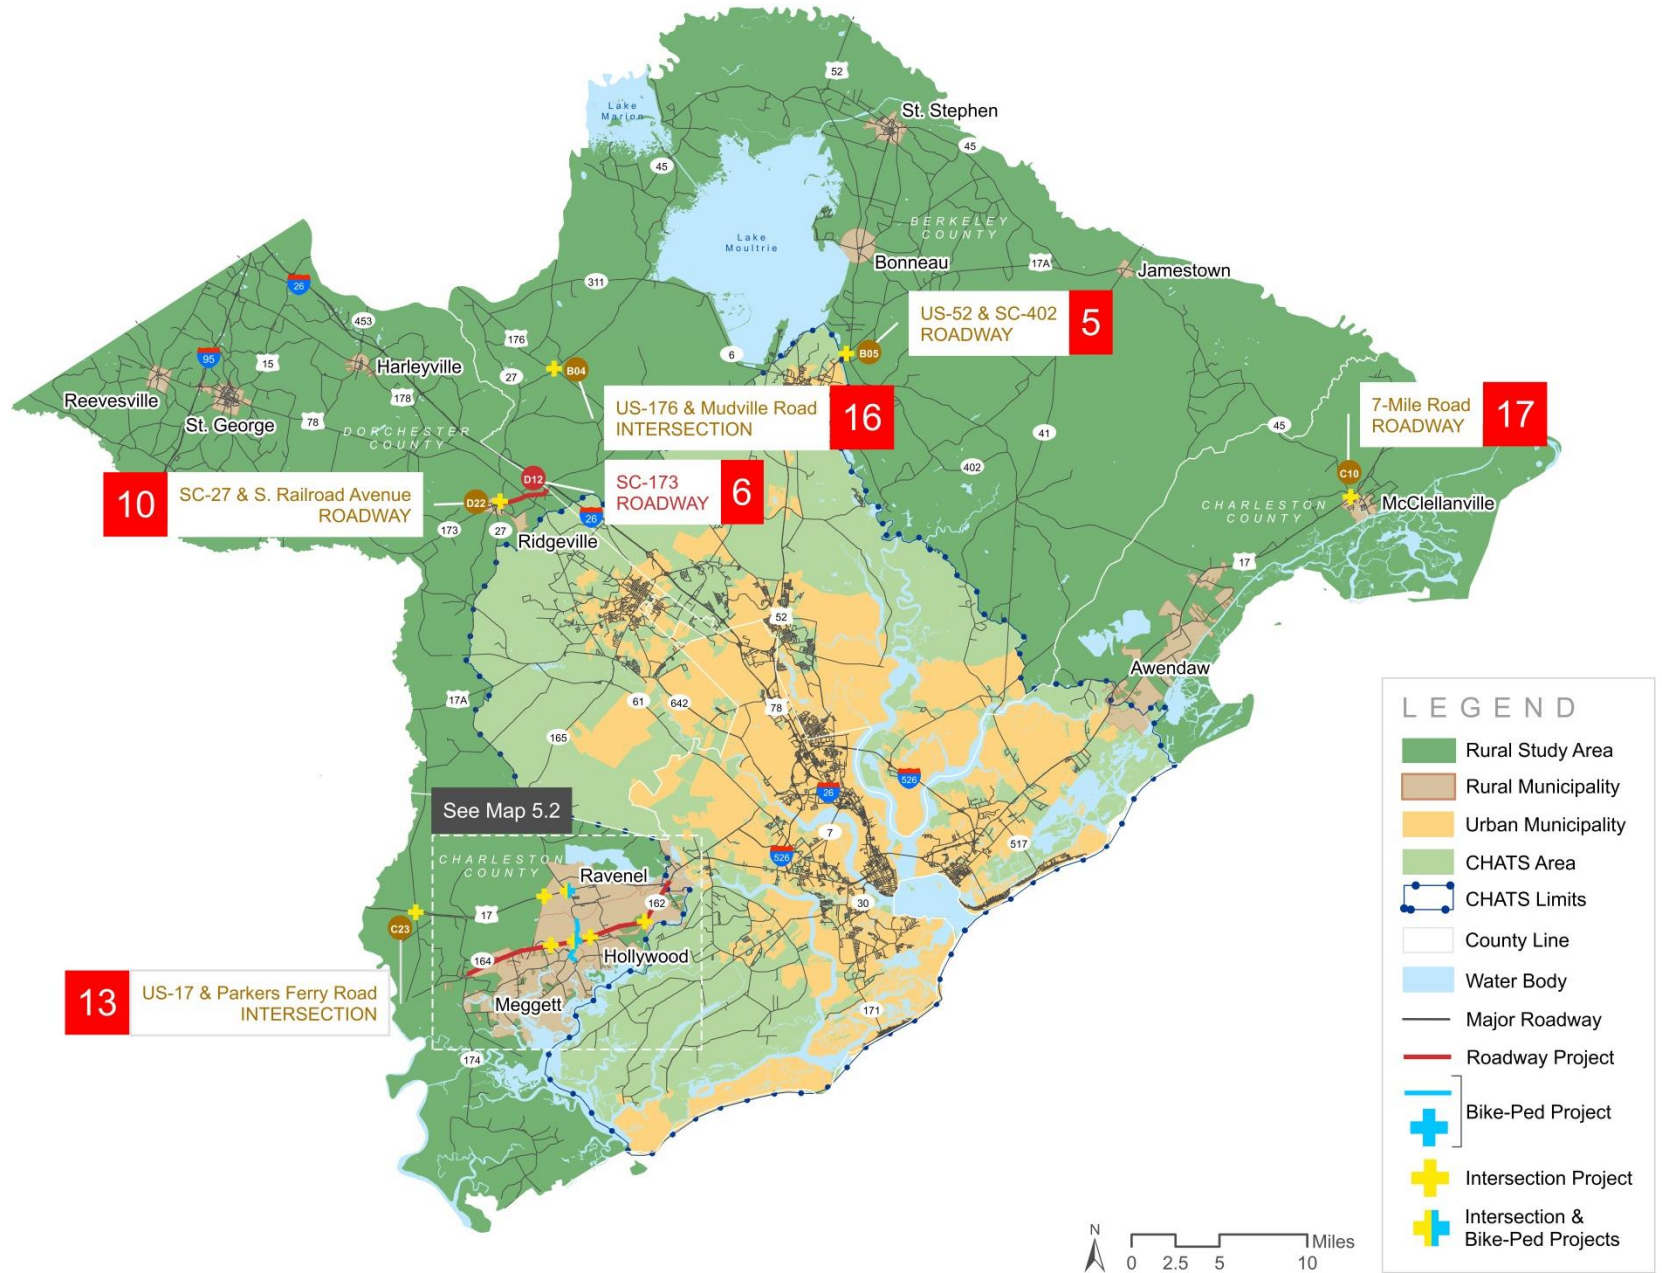 52
St. Stephen
Lake
Marion
45
45
BERKELEY
COUNTY
Lake
Moultrie
Bonneau
17A
Jamestown
26
311
453
176
6
US-52 & SC-402
ROADWAY
5
B05
95
15
Harleyville
27
B04
Reevesville
178
St. George
78
DORCHESTER
COUNTY
US-176 & Mudville Road
INTERSECTION
16
7-Mile Road
ROADWAY
17
41
45
402
C10
10
SC-27 & S. Railroad Avenue
ROADWAY
D22
D12
SC-173
ROADWAY
6
CHARLESTON
COUNTY
McClellanville
173
27
26
Ridgeville
17
52
Awendaw
17A
61
642
78
165
526
26
See Map 5.2
7
526
517
CHARLESTON
COUNTY
Ravenel
162
30
17
C23
164
Hollywood
13
US-17 & Parkers Ferry Road
INTERSECTION
Meggett
171
174
LEGEND
Rural Study Area
Rural Municipality
Urban Municipality
CHATS Area
CHATS Limits
County Line
Water Body
Major Roadway
Roadway Project
Bike-Ped Project
Intersection Project
Intersection &
Bike-Ped Projects
N
Miles
0 2.5 5 10